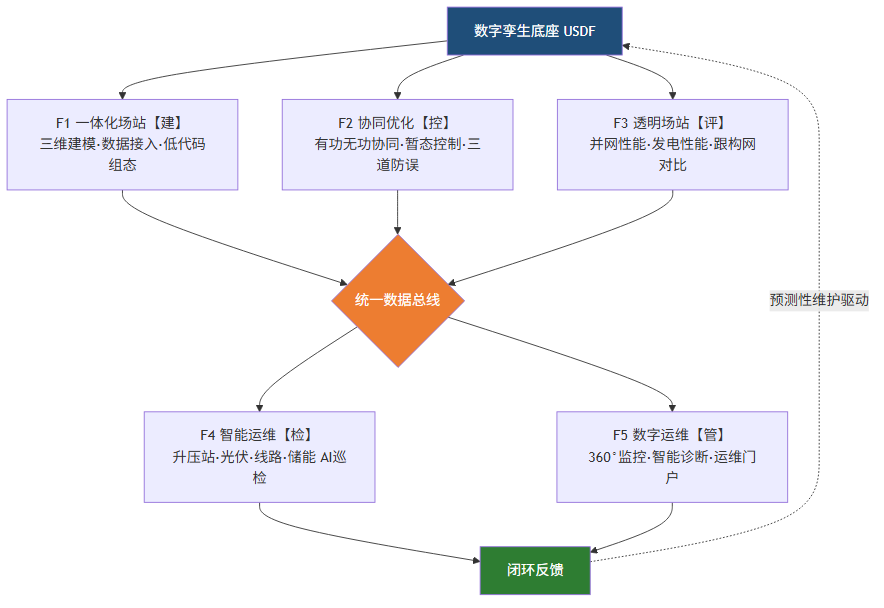 数字孪生底座 USDF
F1 一体化场站【建】
三维建模·数据接入·低代码
组态
F2 协同优化【控】
有功无功协同·暂态控制·三
道防误
F3 透明场站【评】
并网性能·发电性能·跟构网
对比
统一数据总线
预测性维护驱动
F4 智能运维【检】
升压站·光伏·线路·储能 AI巡
检
F5 数字运维【管】
360°监控·智能诊断·运维门
户
闭环反馈